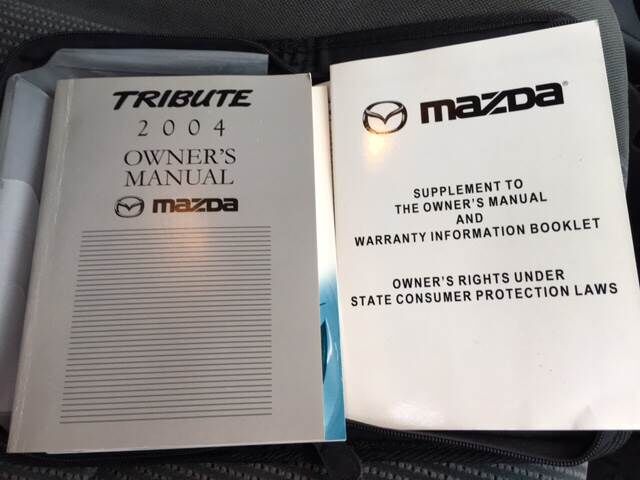 TRIBUTE
2004
OWNER'S
MANUAL
mazda
mazda
SUPPLEMENT TO
THE OWNER'S MANUAL
AND
WARRANTY INFORMATION BOOKLET
OWNER'S RIGHTS UNDER
STATE CONSUMER PROTECTION LAWS